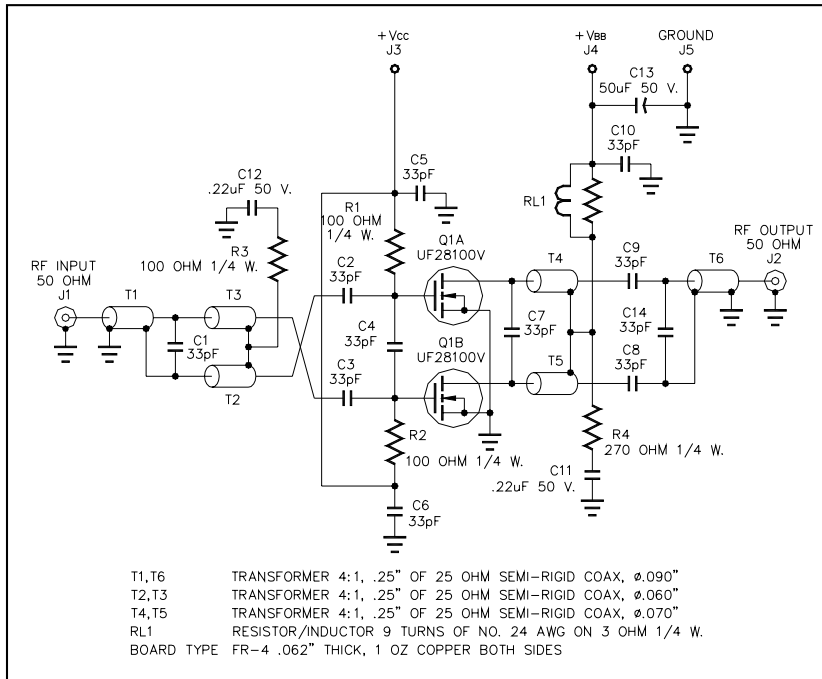 +Vcc
J3
+VBB
J4
GROUND
J5
C13
50uF 50 V.
C10
33pF
C5
33pF
C12
.22uF 50 V.
R1
100 OHM
1/4 W.
RL1
R3
100 OHM 1/4 W.
Q1A
UF28100V
RF INPUT
50 OHM
J1
T1
T3
C2
33pF
T4
C9
33pF
T6
RF OUTPUT
50 OHM
J2
C1
33pF
C4
33pF
C7
33pF
C14
33pF
Q1B
UF28100V
T2
C3
33pF
T5
C8
33pF
R2
100 OHM 1/4 W.
R4
270 OHM 1/4 W.
C11
.22uF 50 V.
C6
33pF
T1,T6 TRANSFORMER 4:1, .25" OF 25 OHM SEMI-RIGID COAX, ø.090"
T2,T3 TRANSFORMER 4:1, .25" OF 25 OHM SEMI-RIGID COAX, ø.060"
T4,T5 TRANSFORMER 4:1, .25" OF 25 OHM SEMI-RIGID COAX, ø.070"
RL1 RESISTOR/INDUCTOR 9 TURNS OF NO. 24 AWG ON 3 OHM 1/4 W.
BOARD TYPE FR-4 .062" THICK, 1 OZ COPPER BOTH SIDES